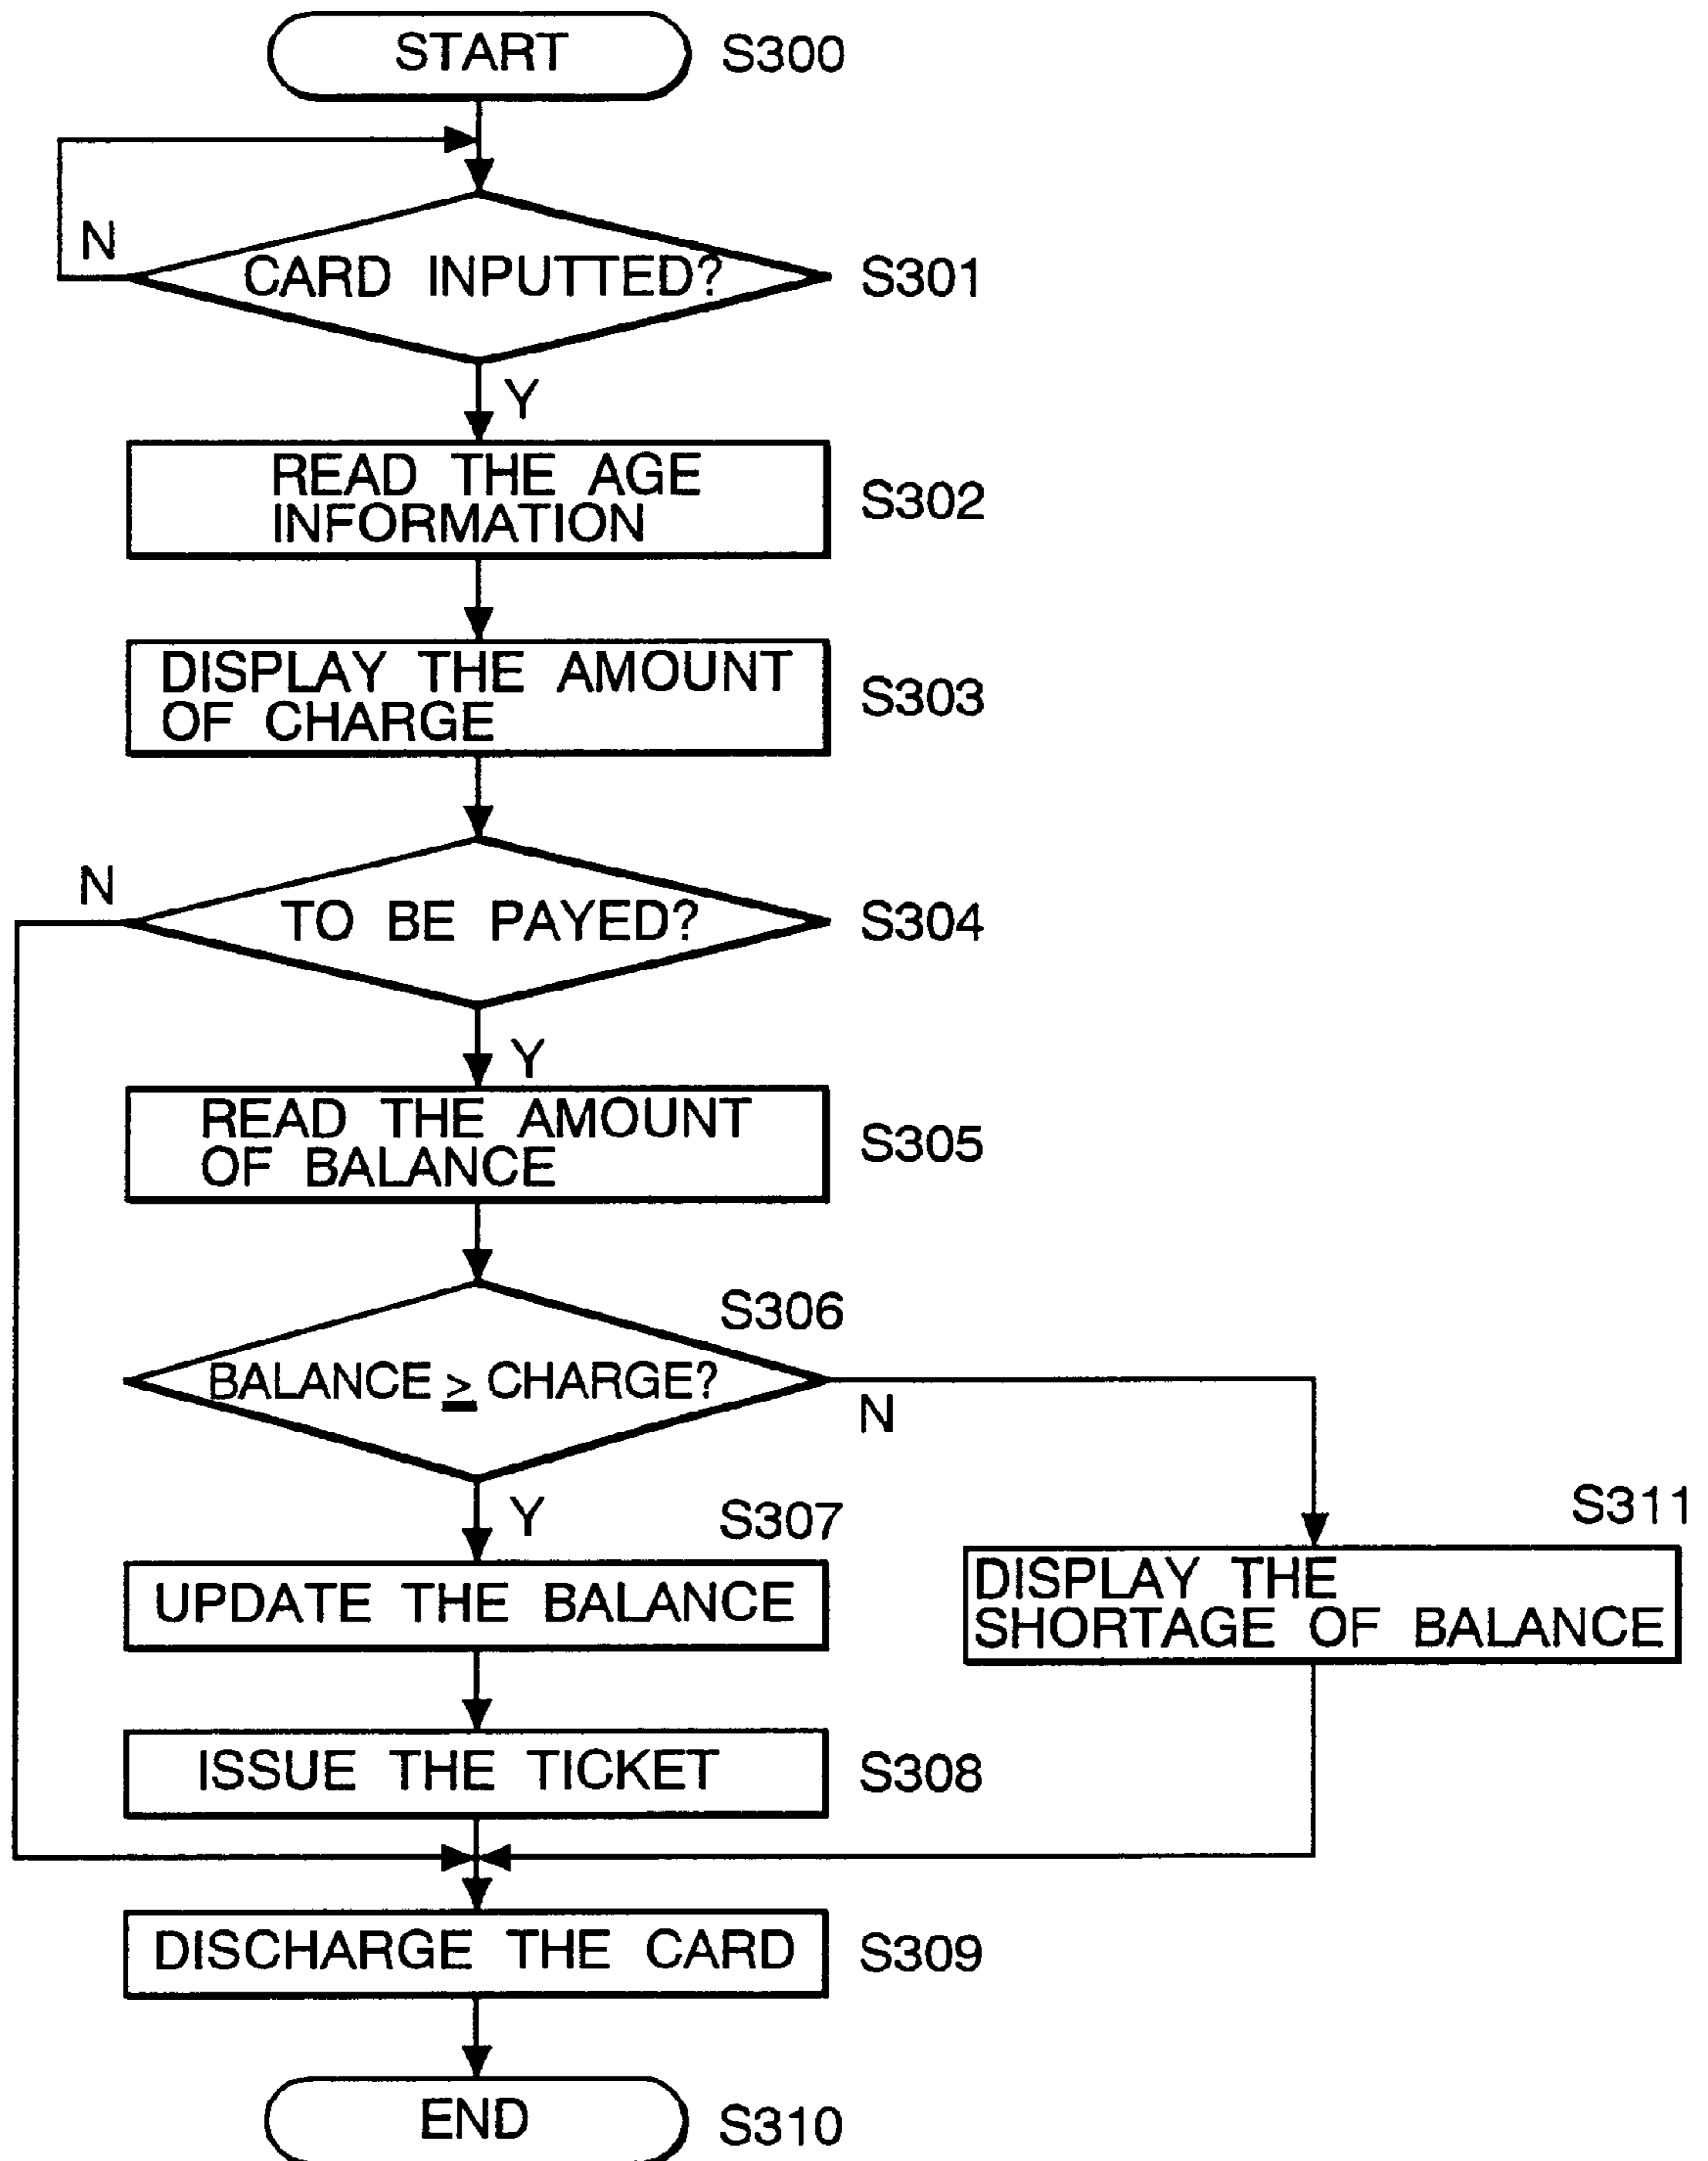 START S300
N
CARD INPUTTED? S301
Y
READ THE AGE
INFORMATION
S302
DISPLAY THE AMOUNT
OF CHARGE
S303
N
TO BE PAYED? S304
Y
READ THE AMOUNT
OF BALANCE
S305
S306
BALANCE ≥ CHARGE?
N
Y
S307
UPDATE THE BALANCE
S311
DISPLAY THE
SHORTAGE OF BALANCE
ISSUE THE TICKET S308
DISCHARGE THE CARD S309
END S310